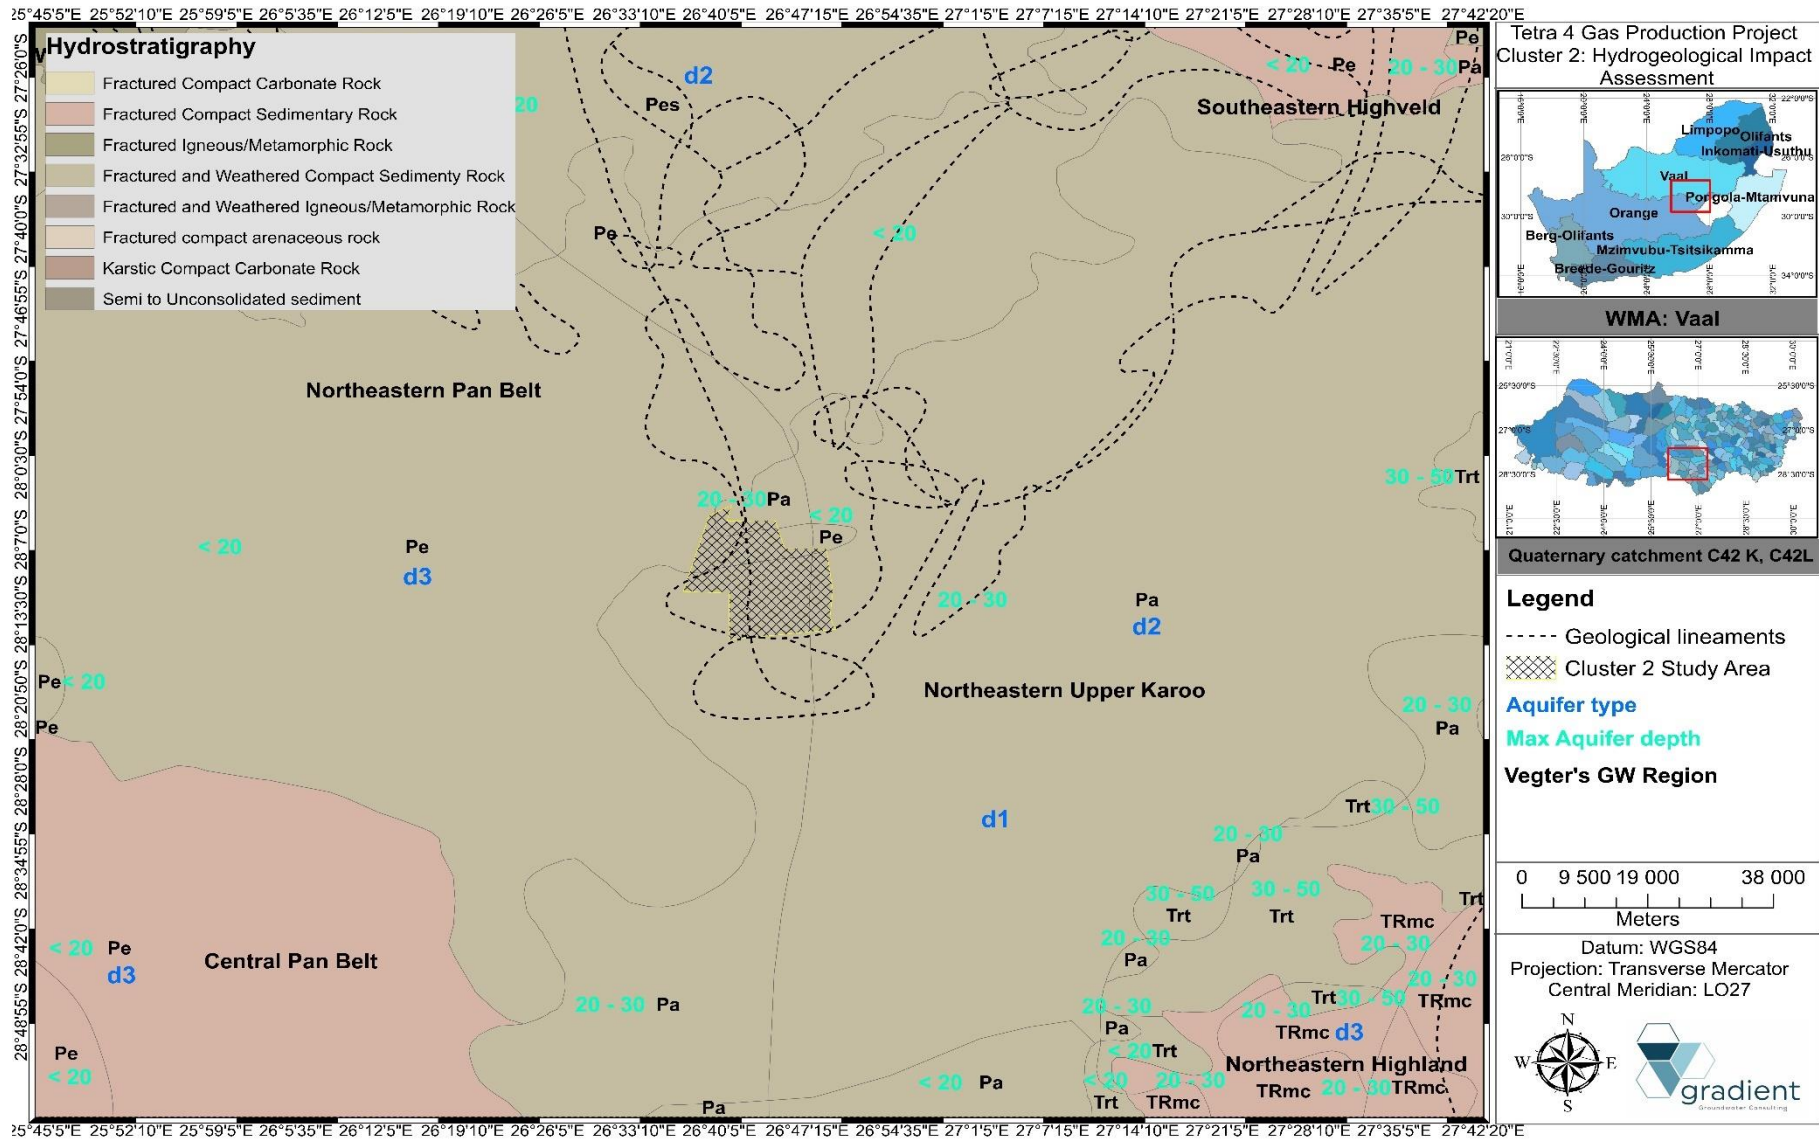 25°45'5"E 25°52'10"E 25°59'5"E 26°5'35"E 26°12'5"E 26°19'10"E 26°26'5"E 26°33'10"E 26°40'5"E 26°47'15"E 26°54'35"E 27°1'5"E 27°7'15"E 27°14'10"E 27°21'5"E 27°28'10"E 27°35'5"E 27°42'20"E
27°26'0"S
27°32'55"S
27°40'0"S
27°46'55"S
27°54'0"S
28°0'30"S
28°7'0"S
28°13'30"S
28°20'50"S
28°28'0"S
28°34'55"S
28°42'0"S
28°48'55"S
Hydrostratigraphy
Fractured Compact Carbonate Rock
Fractured Compact Sedimentary Rock
Fractured Igneous/Metamorphic Rock
Fractured and Weathered Compact Sedimenty Rock
Fractured and Weathered Igneous/Metamorphic Rock
Fractured compact arenaceous rock
Karstic Compact Carbonate Rock
Semi to Unconsolidated sediment
d2
Pes
20
Pe
< 20 Pe 20 - 30 Pa
Southeastern Highveld
Pe
< 20
Northeastern Pan Belt
30 - 50 Trt
20 - 30 Pa
< 20
Pe
< 20 Pe
d3
20 - 30
Pa
d2
Pe < 20
Northeastern Upper Karoo
20 - 30
Pa
Pe
Trt 30 - 50
d1
20 - 30
Pa
30 - 50
Trt
30 - 50
Trt
Trt
TRmc
20 - 30
20 - 30
Pa
< 20 Pe
d3
Central Pan Belt
20 - 30
TRmc
20 - 30 Pa
20 - 30
Pa
20 - 30
Trt 30 - 50
TRmc d3
Pe
< 20
< 20 Trt
Northeastern Highland
< 20 Pa
< 20
Trt
20 - 30
TRmc
TRmc 20 - 30 TRmc
Pa
25°45'5"E 25°52'10"E 25°59'5"E 26°5'35"E 26°12'5"E 26°19'10"E 26°26'5"E 26°33'10"E 26°40'5"E 26°47'15"E 26°54'35"E 27°1'5"E 27°7'15"E 27°14'10"E 27°21'5"E 27°28'10"E 27°35'5"E 27°42'20"E
Tetra 4 Gas Production Project
Cluster 2: Hydrogeological Impact
Assessment
Limpopo
Olifants
Inkomati-Usuthu
Vaal
Pongola-Mtamvuna
Orange
Berg-Olifants
Mzimvubu-Tsitsikamma
Breede-Gouritz
WMA: Vaal
25°30'0"S
27°0'0"S
28°30'0"S
Quaternary catchment C42 K, C42L
Legend
Geological lineaments
Cluster 2 Study Area
Aquifer type
Max Aquifer depth
Vegter's GW Region
0 9 500 19 000 38 000
Meters
Datum: WGS84
Projection: Transverse Mercator
Central Meridian: LO27
N
W E
S
gradient
Groundwater Consulting